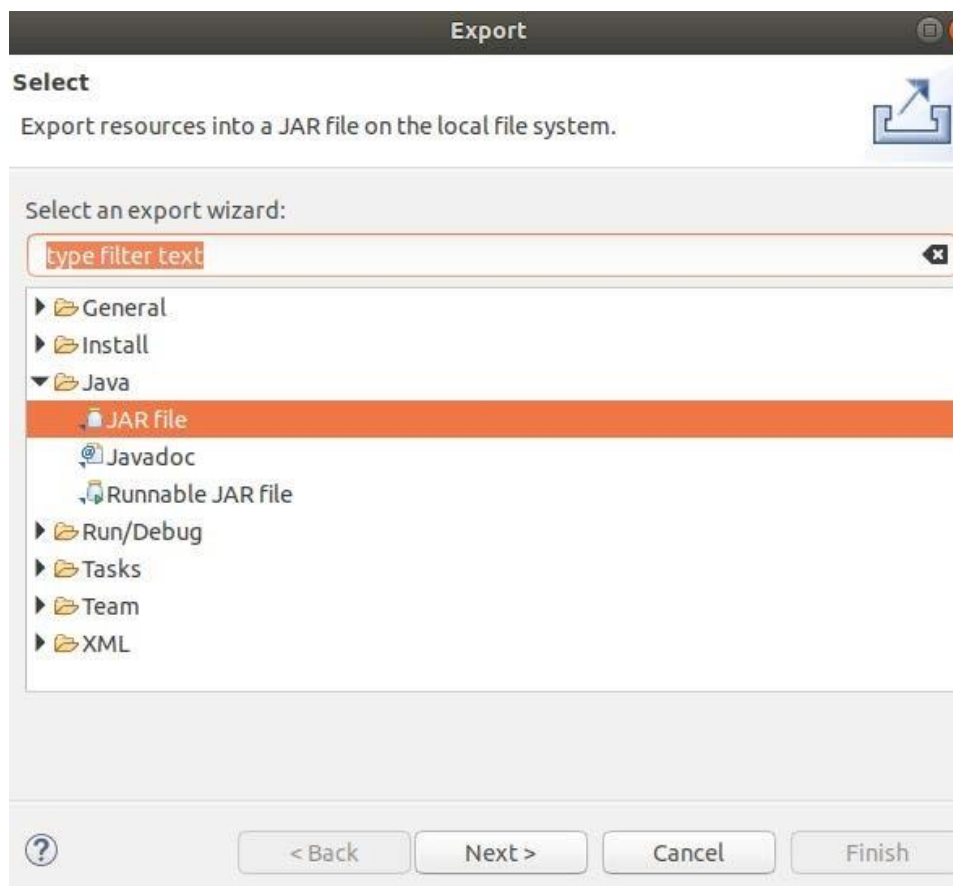 Export
Select
Export resources into a JAR file on the local file system.
Select an export wizard:
type filter text
General
Install
Java
JAR file
Javadoc
Runnable JAR file
Run/Debug
Tasks
Team
XML
? < Back Next > Cancel Finish